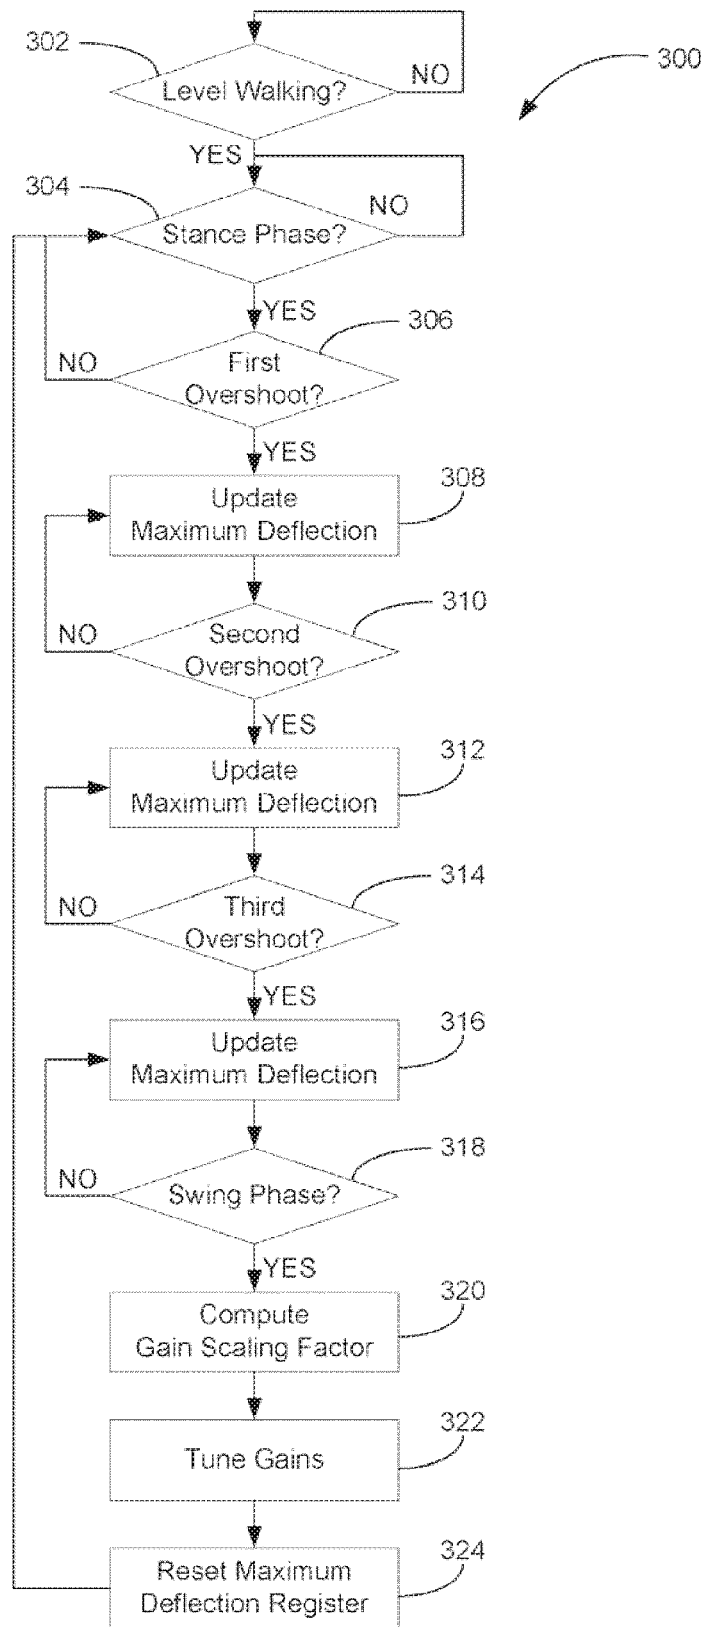 302
Level Walking?
NO
300
YES
304
NO
Stance Phase?
YES
306
NO
First
Overshoot?
YES
308
Update
Maximum Deflection
310
NO
Second
Overshoot?
YES
312
Update
Maximum Deflection
314
NO
Third
Overshoot?
YES
316
Update
Maximum Deflection
318
NO
Swing Phase?
YES
320
Compute
Gain Scaling Factor
322
Tune Gains
324
Reset Maximum
Deflection Register